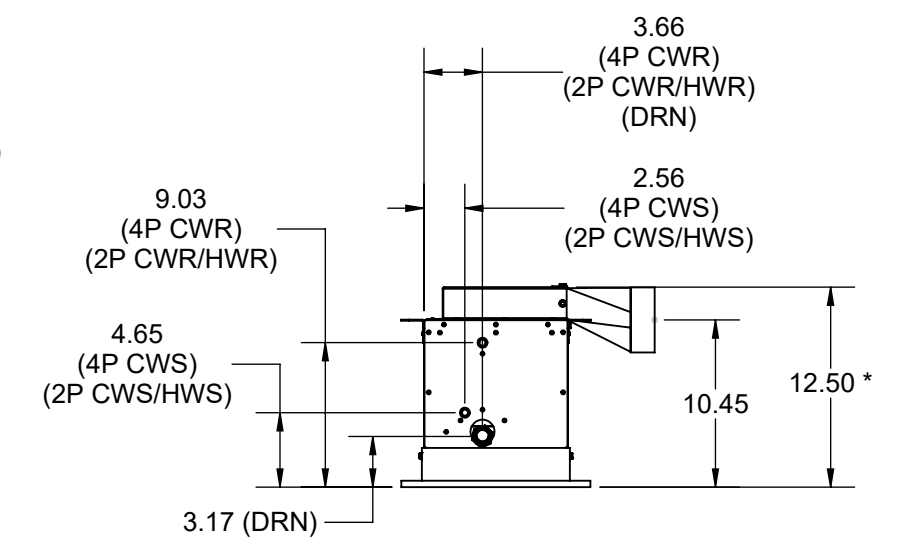 3.66
(4P CWR)
(2P CWR/HWR)
(DRN)
2.56
(4P CWS)
(2P CWS/HWS)
9.03
(4P CWR)
(2P CWR/HWR)
4.65
(4P CWS)
(2P CWS/HWS)
3.17 (DRN)
10.45
12.50 *